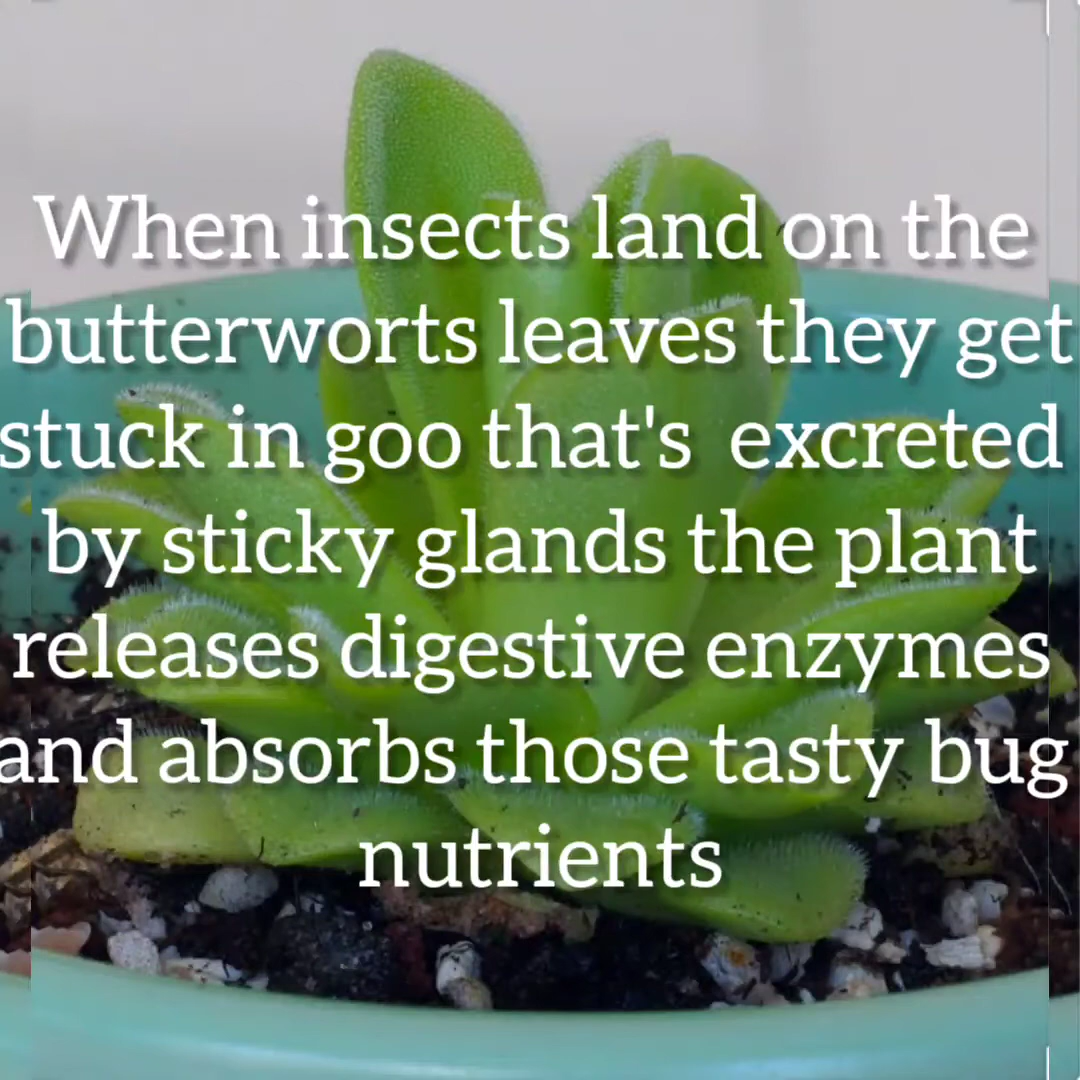 When insects land on the
butterworts leaves they get
stuck in goo that's  excreted
by sticky glands the plant
releases digestive enzymes
and absorbs those tasty bug
nutrients